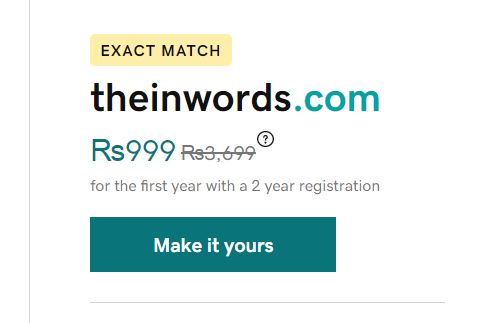 EXACT MATCH
theinwords.com
Rs999 Rs3,699 ?
for the first year with a 2 year registration
Make it yours